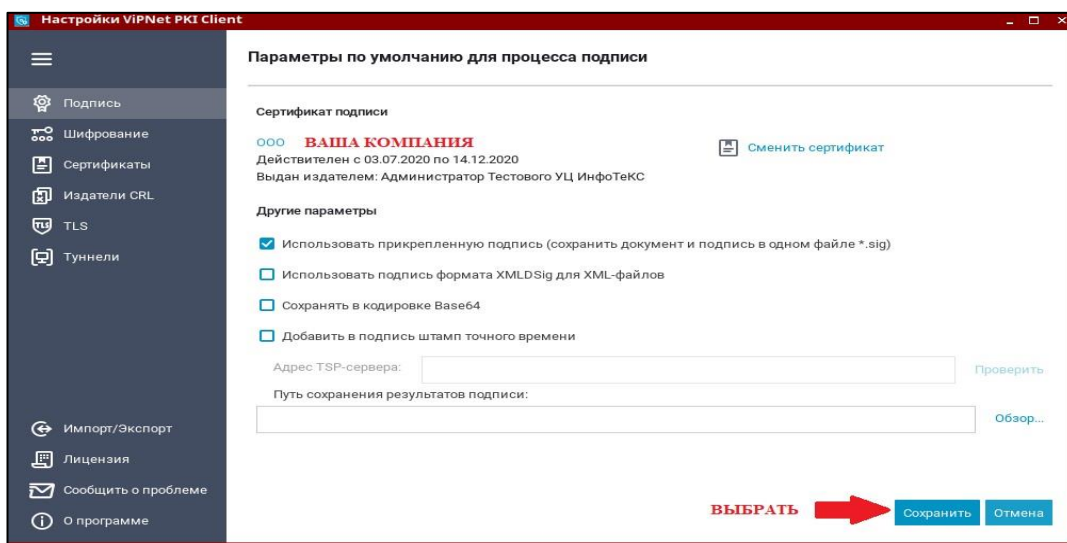 Настройки ViPNet PKI Client
Параметры по умолчанию для процесса подписи
Подпись
Шифрование
Сертификаты
Издатели CRL
TLS
Туннели
Импорт/Экспорт
Лицензия
Сообщить о проблеме
О программе
Сертификат подписи
ООО ВАША КОМПАНИЯ
Сменить сертификат
Действителен с 03.07.2020 по 14.12.2020
Выдан издателем: Администратор Тестового УЦ ИнфоТеКС
Другие параметры
Использовать прикрепленную подпись (сохранить документ и подпись в одном файле *.sig)
Использовать подпись формата XMLDSig для XML-файлов
Сохранять в кодировке Base64
Добавить в подпись штамп точного времени
Адрес TSP-сервера:
Проверить
Путь сохранения результатов подписи:
Обзор...
ВЫБРАТЬ
Сохранить
Отмена